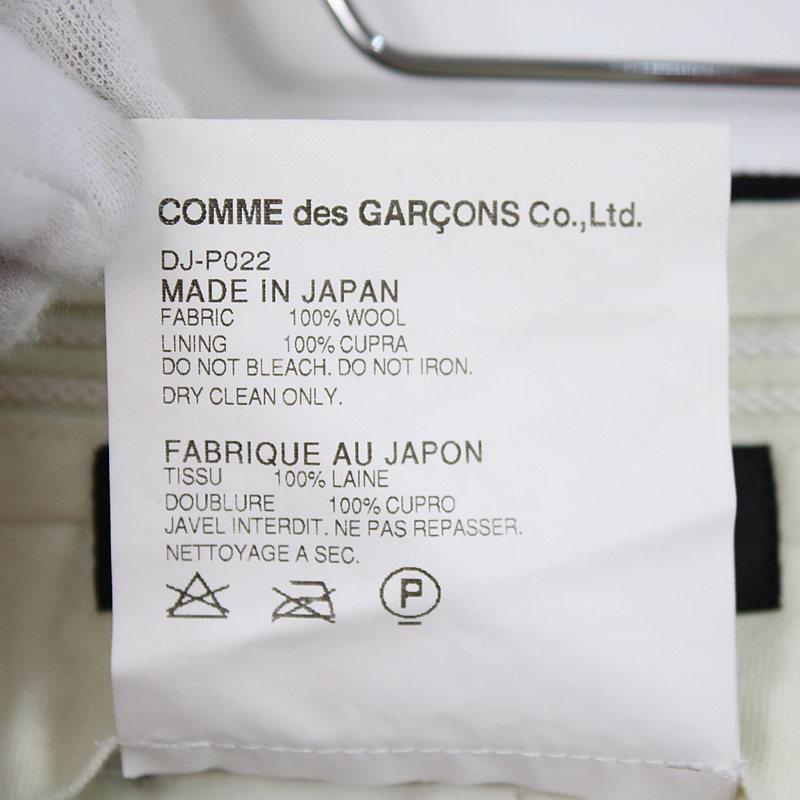 COMME des GARÇONS Co.,Ltd.
DJ-P022
MADE IN JAPAN
FABRIC 100% WOOL
LINING 100% CUPRA
DO NOT BLEACH. DO NOT IRON.
DRY CLEAN ONLY.
FABRIQUE AU JAPON
TISSU 100% LAINE
DOUBLURE 100% CUPRO
JAVEL INTERDIT. NE PAS REPASSER.
NETTOYAGE A SEC.
P